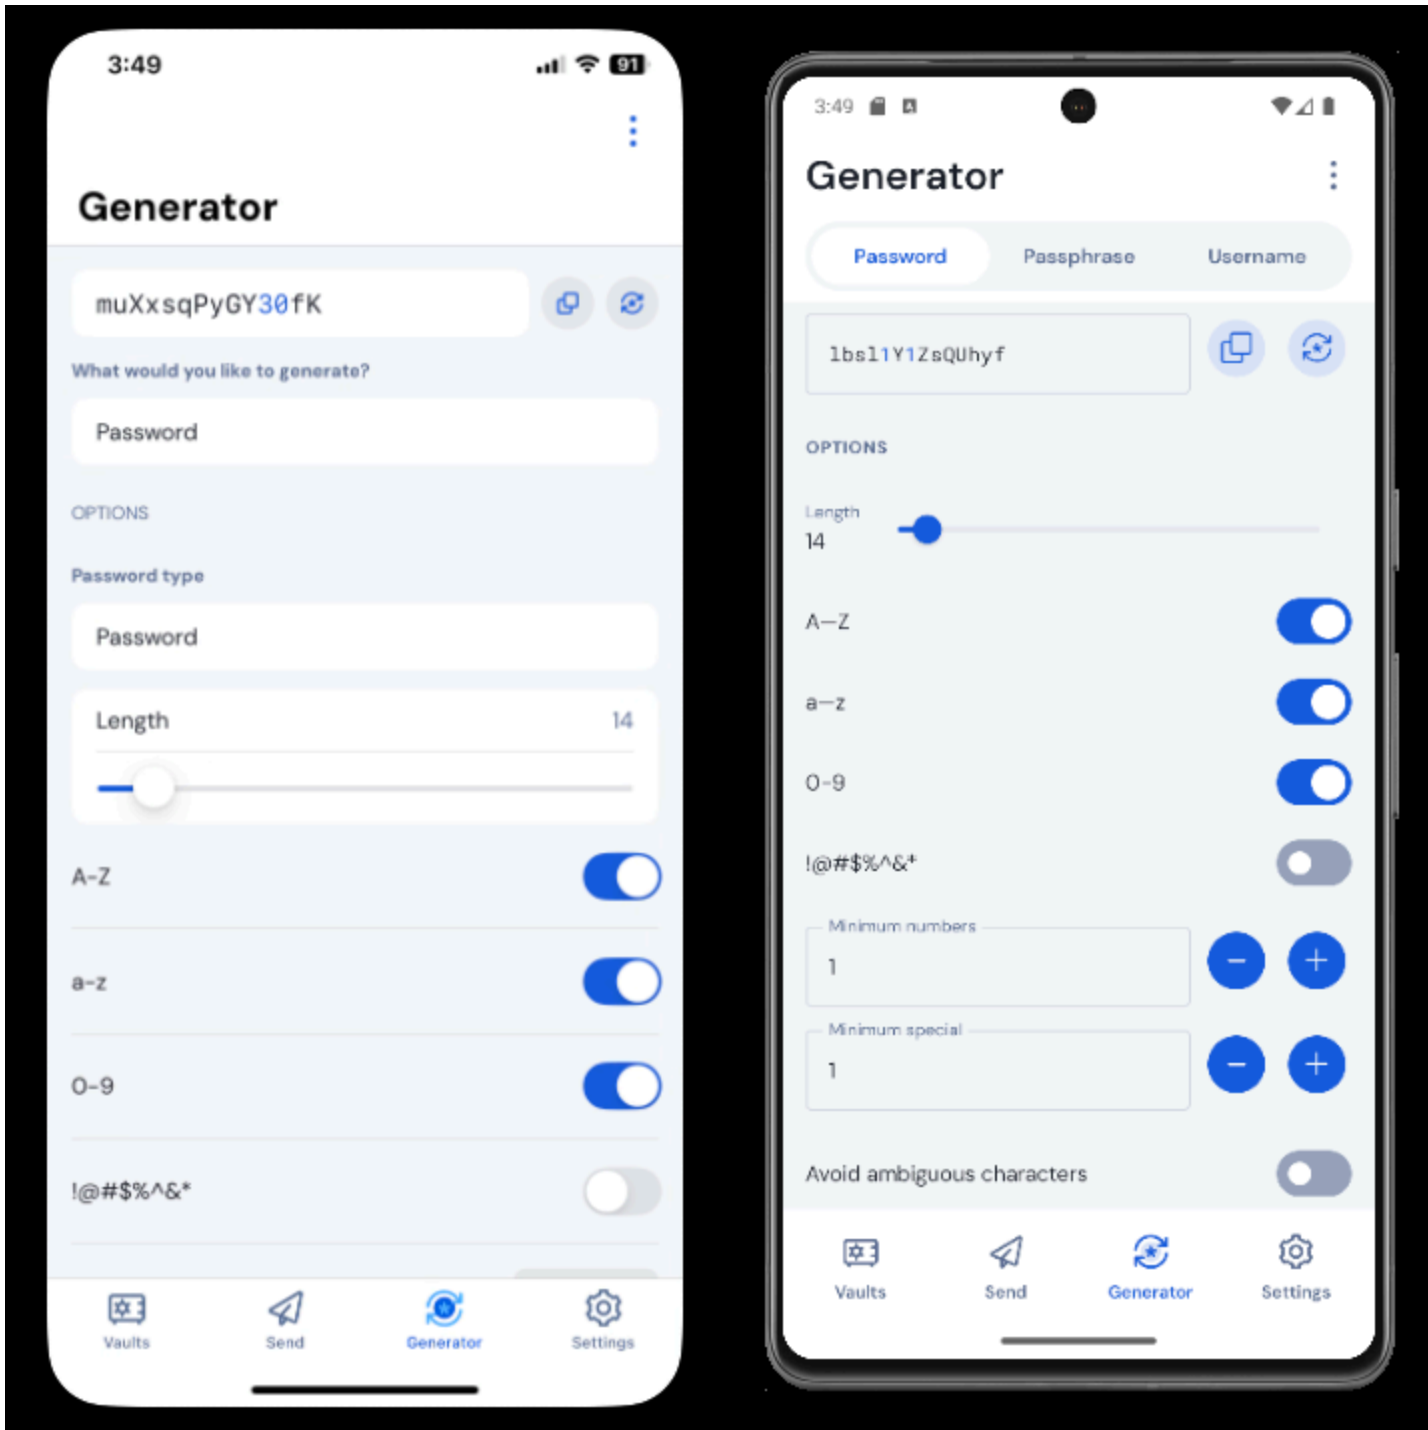 3:49
91
Generator
muXxsqPyGY30fK
What would you like to generate?
Password
OPTIONS
Password type
Password
Length 14
A-Z
a-z
0-9
!@#$%^&*
Vaults Send Generator Settings
3:49
Generator
Password Passphrase Username
lbsl1Y1ZsQUhyf
OPTIONS
Length
14
A—Z
a—z
0-9
!@#$%^&*
Minimum numbers
1
Minimum special
1
Avoid ambiguous characters
Vaults Send Generator Settings